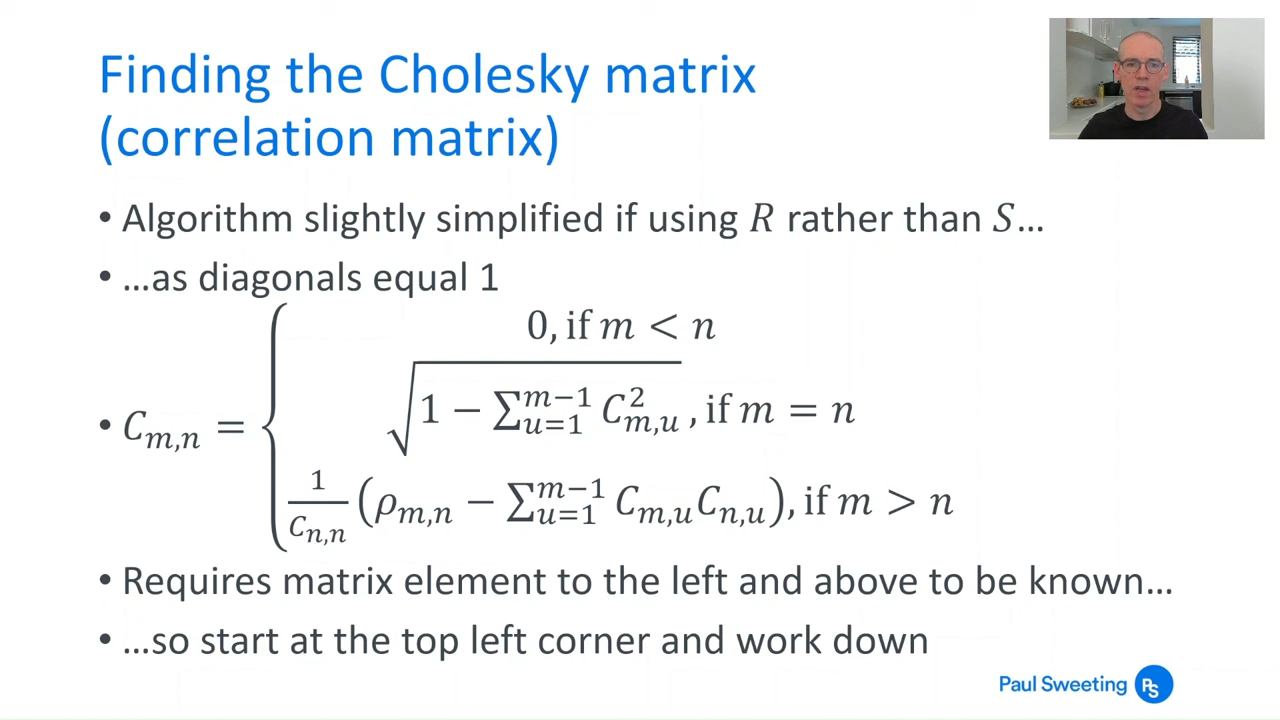 Finding the Cholesky matrix
(correlation matrix)
• Algorithm slightly simplified if using R rather than S…
• …as diagonals equal 1
• C_{m,n} = { 0, if m < n
√(1 − ∑_{u=1}^{m−1} C_{m,u}^2), if m = n
1/C_{n,n} (ρ_{m,n} − ∑_{u=1}^{m−1} C_{m,u}C_{n,u}), if m > n
• Requires matrix element to the left and above to be known…
• …so start at the top left corner and work down
Paul Sweeting PS